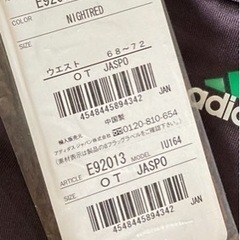 E920
COLOR
NIGHTRED
SIZE
ウエスト 68~72
OT JASPO
4548445894342 JAN
中国製
輸入販売元
アディダス ジャパン株式会社 0120-810-654
ARTICLE E92013 MODEL IU164
SIZE OT JASPO
4548445894342 JAN
adidas